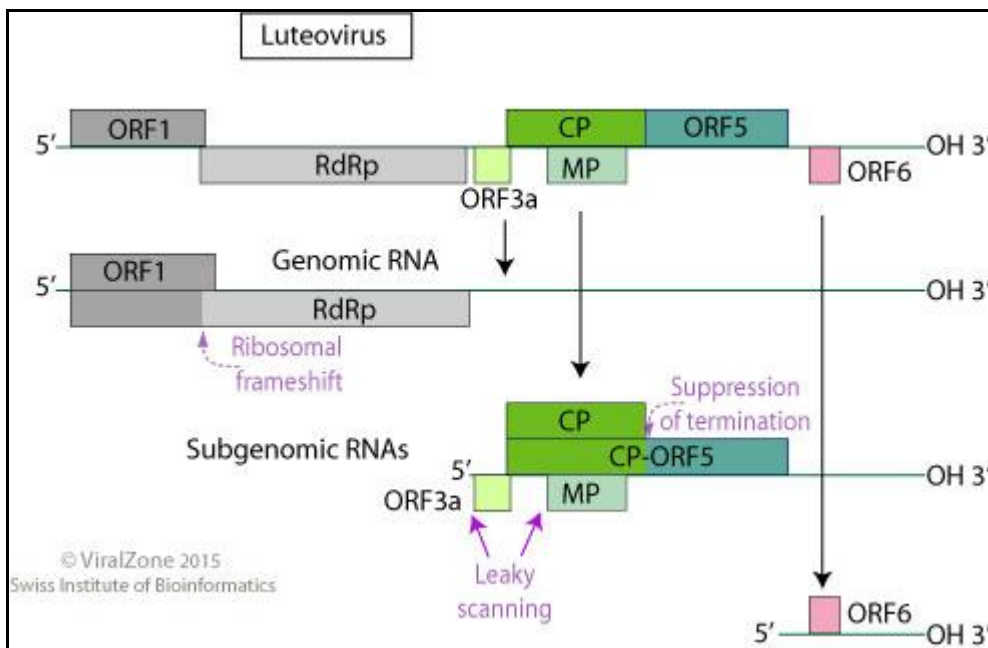 Luteovirus
ORF1
CP
ORF5
5'
OH 3'
RdRp
ORF3a
MP
ORF6
Genomic RNA
ORF1
5'
OH 3'
RdRp
Ribosomal
frameshift
Suppression
of termination
CP
Subgenomic RNAs
CP-ORF5
5'
OH 3'
ORF3a
MP
Leaky
scanning
© ViralZone 2015
Swiss Institute of Bioinformatics
ORF6
5'
OH 3'